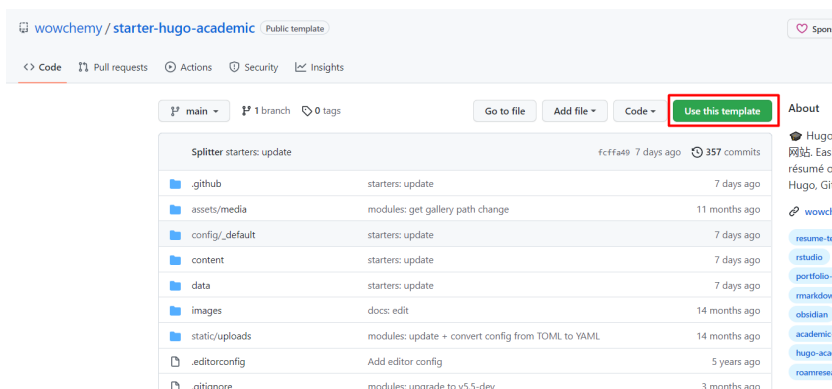 wowchemy / starter-hugo-academic Public template
Code Pull requests Actions Security Insights
main 1 branch 0 tags Go to file Add file Code Use this template About
Splitter starters: update fcffa49 7 days ago 357 commits
.github starters: update 7 days ago
assets/media modules: get gallery path change 11 months ago
config/_default starters: update 7 days ago
content starters: update 7 days ago
data starters: update 7 days ago
images docs: edit 14 months ago
static/uploads modules: update + convert config from TOML to YAML 14 months ago
.editorconfig Add editor config 5 years ago
.gitignore modules: upgrade to v5.5-dev 3 months ago
Hugo
网站. Eas
résumé o
Hugo, Gi
wowch
resume-te
rstudio
portfolio-
rmarkdow
obsidian
academic
hugo-aca
roamresea